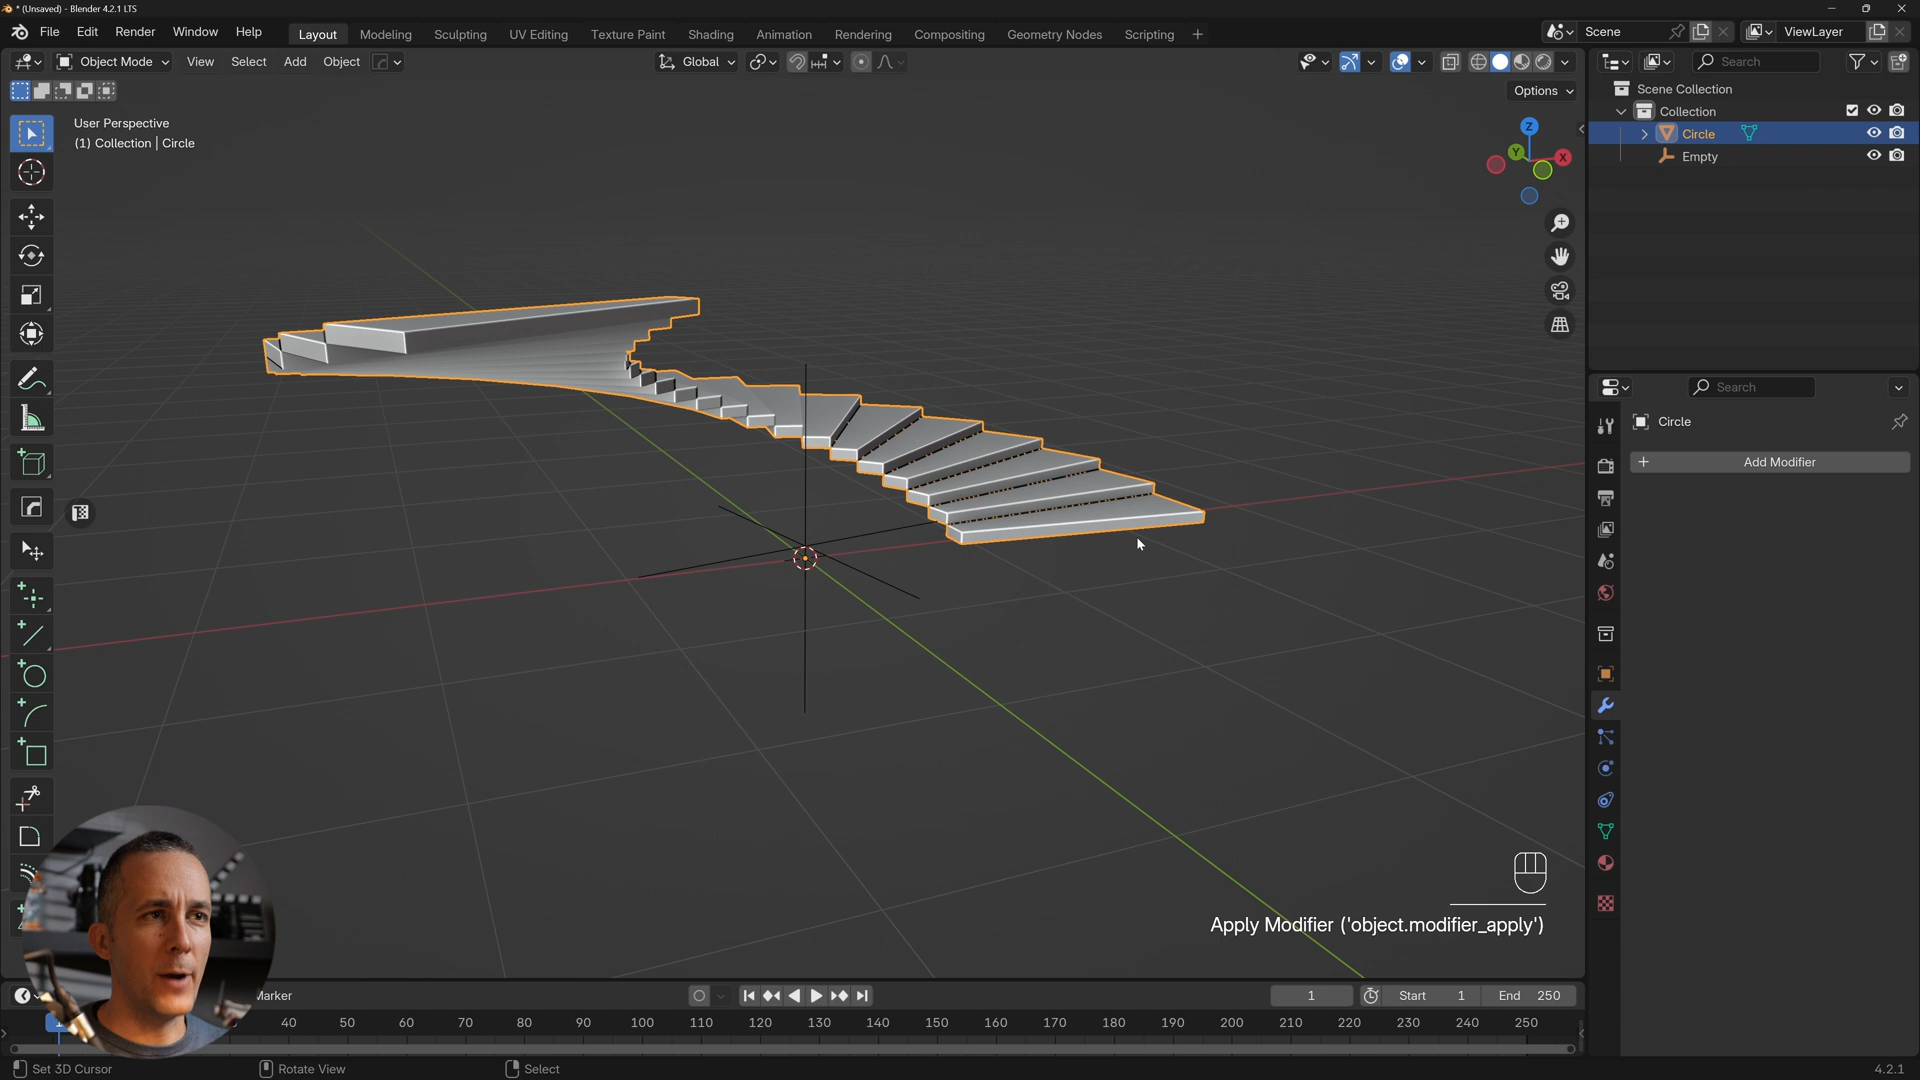 * (Unsaved) - Blender 4.2.1 LTS
File Edit Render Window Help Layout Modeling Sculpting UV Editing Texture Paint Shading Animation Rendering Compositing Geometry Nodes Scripting + Scene ViewLayer
Object Mode View Select Add Object Global Search
Options
Scene Collection
User Perspective
Collection
(1) Collection | Circle
Circle
Empty
Z
Y
X
Search
Circle
+ Add Modifier
Apply Modifier ('object.modifier_apply')
Marker 1 Start 1 End 250
1 40 50 60 70 80 90 100 110 120 130 140 150 160 170 180 190 200 210 220 230 240 250
Set 3D Cursor Rotate View Select 4.2.1